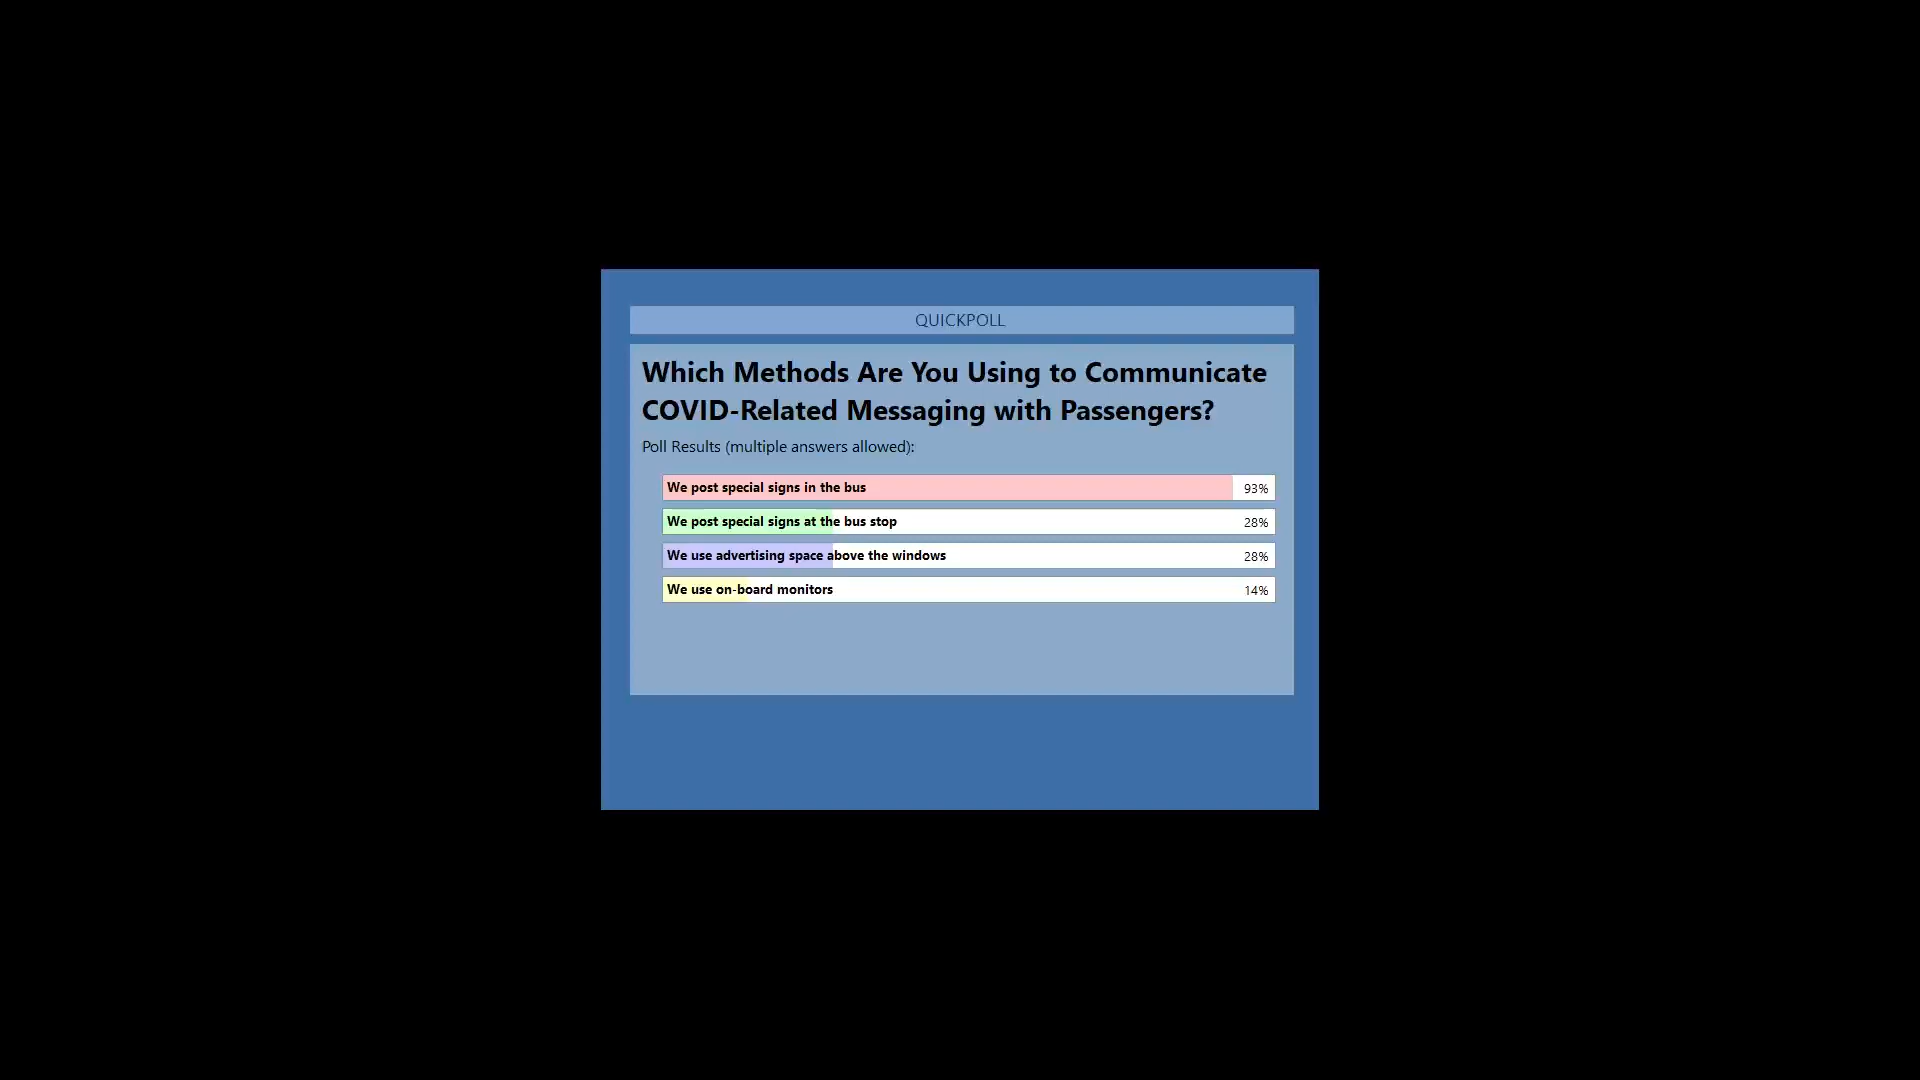 QUICKPOLL
Which Methods Are You Using to Communicate
COVID-Related Messaging with Passengers?
Poll Results (multiple answers allowed):
We post special signs in the bus 93%
We post special signs at the bus stop 28%
We use advertising space above the windows 28%
We use on-board monitors 14%